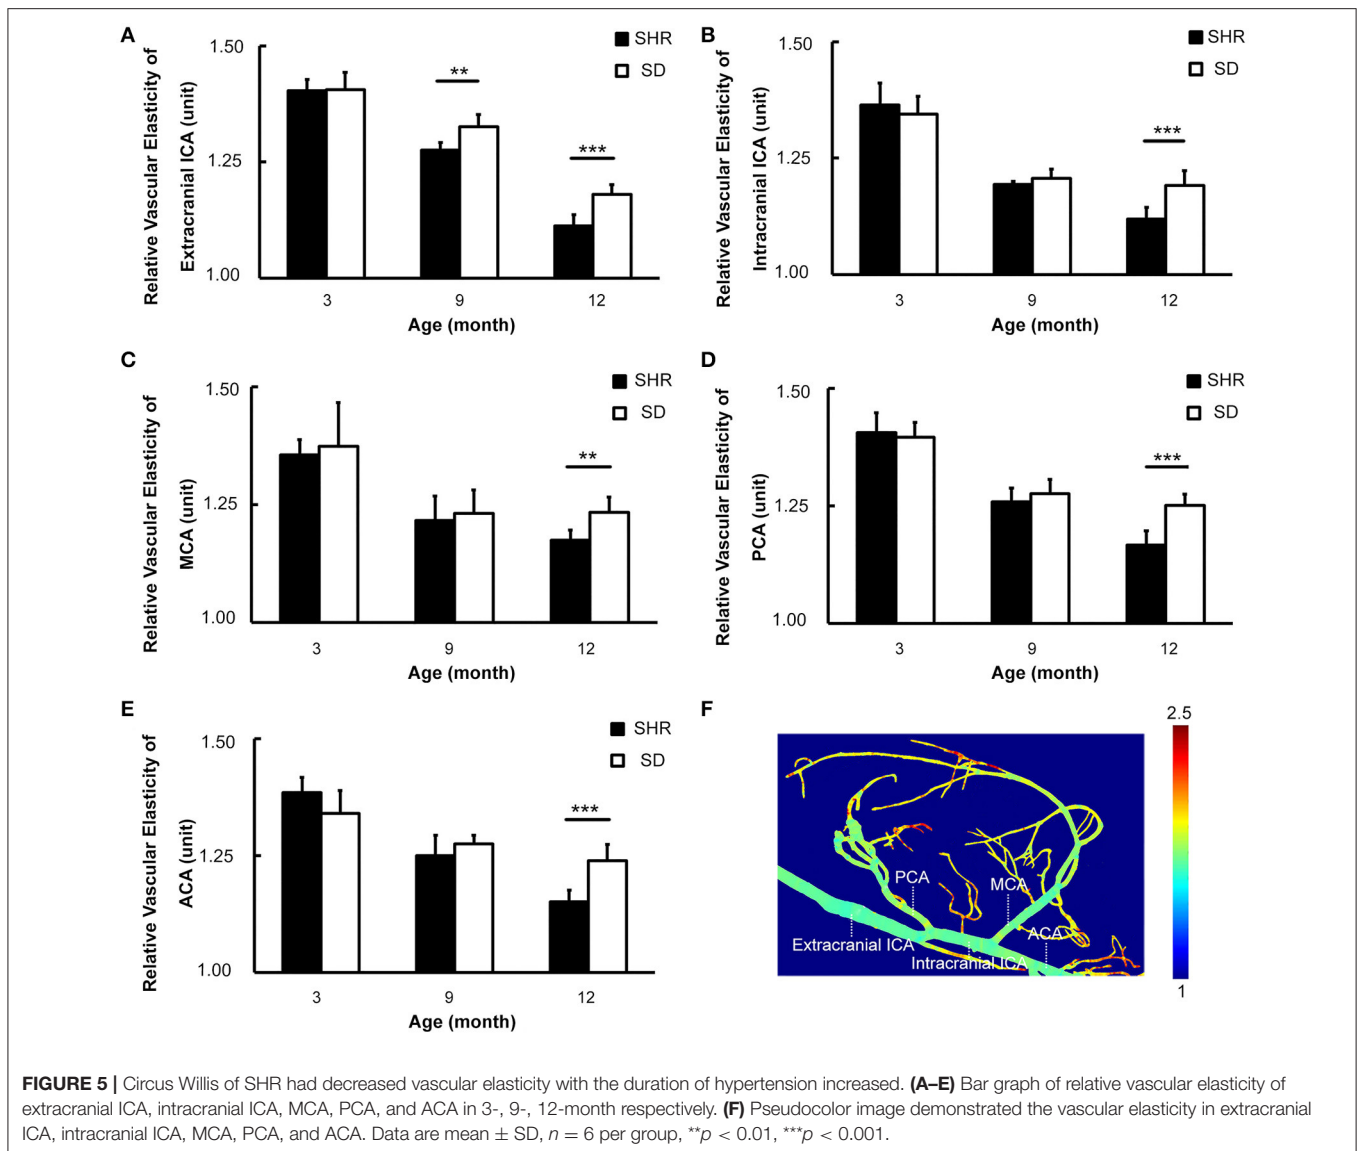 A
Relative Vascular Elasticity of
Extracranial ICA (unit)
1.50
1.25
1.00
SHR
SD
**
***
3
9
12
Age (month)
B
Relative Vascular Elasticity of
Intracranial ICA (unit)
1.50
1.25
1.00
SHR
SD
***
3
9
12
Age (month)
C
Relative Vascular Elasticity of
MCA (unit)
1.50
1.25
1.00
SHR
SD
**
3
9
12
Age (month)
D
Relative Vascular Elasticity of
PCA (unit)
1.50
1.25
1.00
SHR
SD
***
3
9
12
Age (month)
E
Relative Vascular Elasticity of
ACA (unit)
1.50
1.25
1.00
SHR
SD
***
3
9
12
Age (month)
F
2.5
PCA
MCA
ACA
Extracranial ICA
Intracranial ICA
1
FIGURE 5 | Circus Willis of SHR had decreased vascular elasticity with the duration of hypertension increased. (A–E) Bar graph of relative vascular elasticity of
extracranial ICA, intracranial ICA, MCA, PCA, and ACA in 3-, 9-, 12-month respectively. (F) Pseudocolor image demonstrated the vascular elasticity in extracranial
ICA, intracranial ICA, MCA, PCA, and ACA. Data are mean ± SD, n = 6 per group, **p < 0.01, ***p < 0.001.